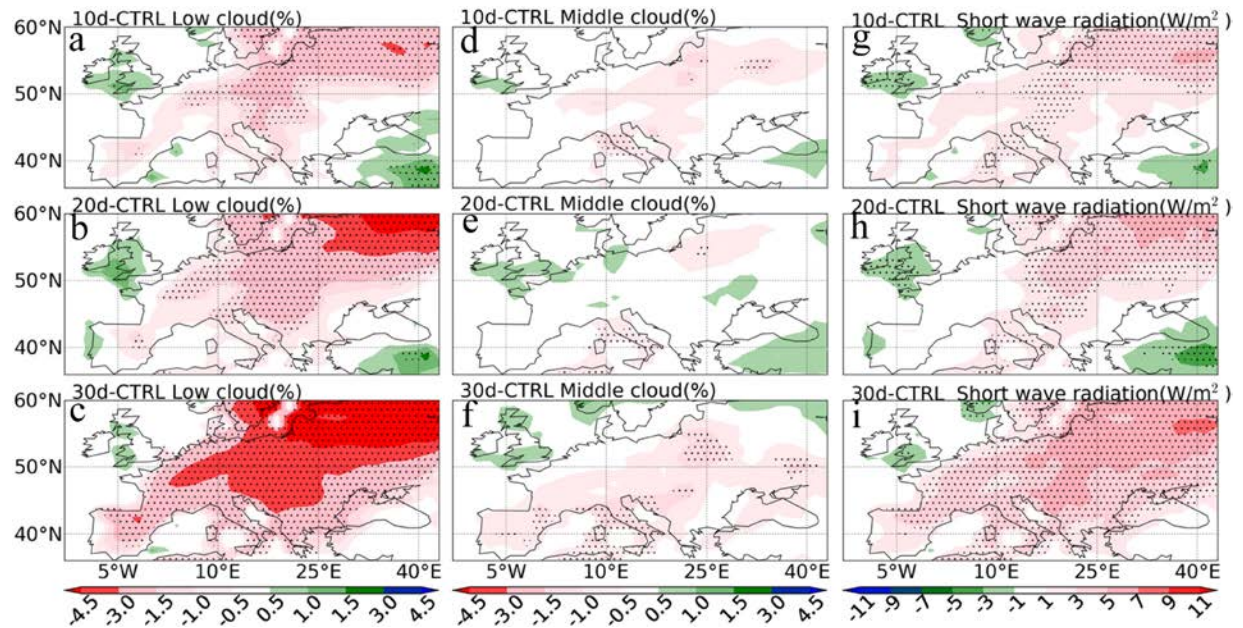 10d-CTRL Low cloud(%)
10d-CTRL Middle cloud(%)
10d-CTRL Short wave radiation(W/m²)
60°N
a
d
g
50°N
40°N
20d-CTRL Low cloud(%)
20d-CTRL Middle cloud(%)
20d-CTRL Short wave radiation(W/m²)
60°N
b
e
h
50°N
40°N
30d-CTRL Low cloud(%)
30d-CTRL Middle cloud(%)
30d-CTRL Short wave radiation(W/m²)
60°N
c
f
i
50°N
40°N
5°W 10°E 25°E 40°E
5°W 10°E 25°E 40°E
5°W 10°E 25°E 40°E
-4.5 -3.0 -1.5 -1.0 -0.5 0.5 1.0 1.5 3.0 4.5
-4.5 -3.0 -1.5 -1.0 -0.5 0.5 1.0 1.5 3.0 4.5
-11 -9 -7 -5 -3 -1 1 3 5 7 9 11